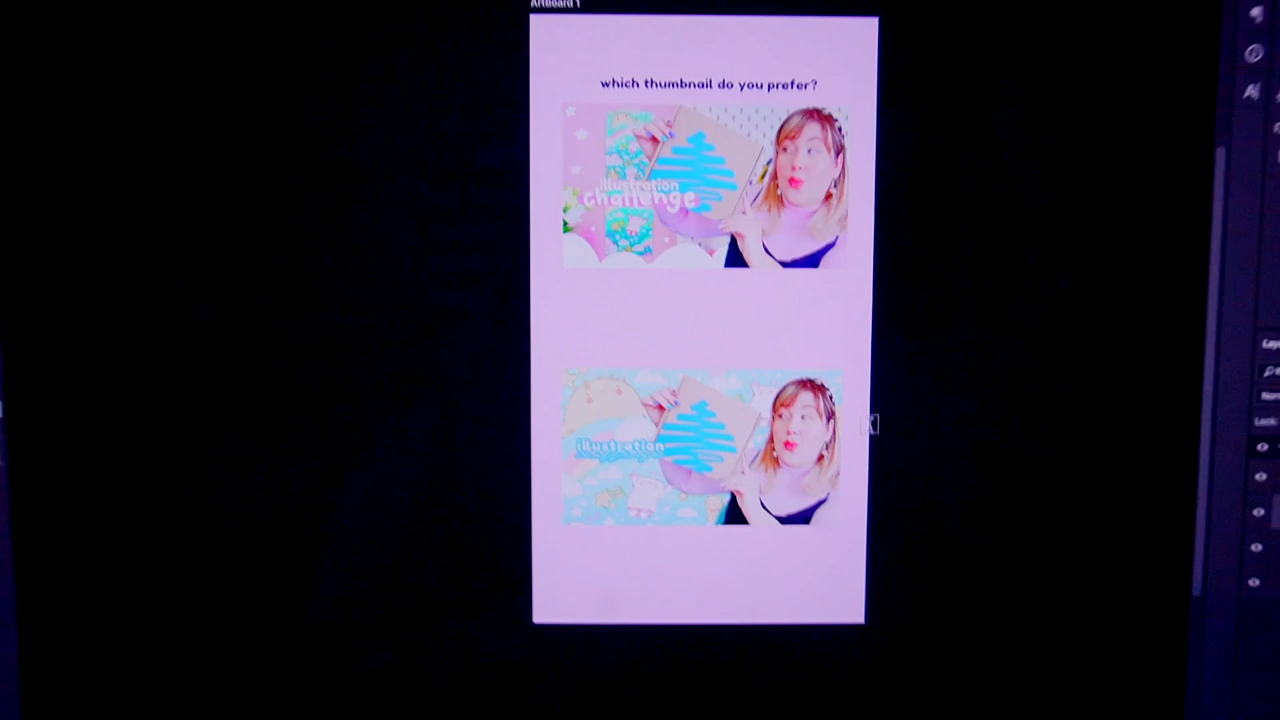 Artboard 1
which thumbnail do you prefer?
illustration
challenge
illustration